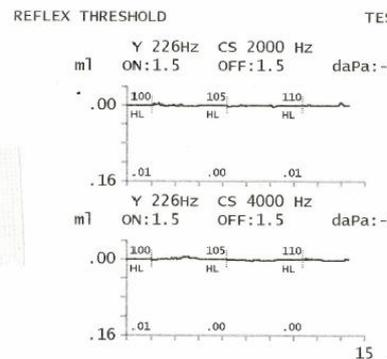 REFLEX THRESHOLD TES
Y 226Hz CS 2000 Hz
ml ON:1.5 OFF:1.5 daPa:-
.00 100 105 110
HL HL HL
.16 .01 .00 .01
Y 226Hz CS 4000 Hz
ml ON:1.5 OFF:1.5 daPa:-
.00 100 105 110
HL HL HL
.01 .00 .00
.16
15